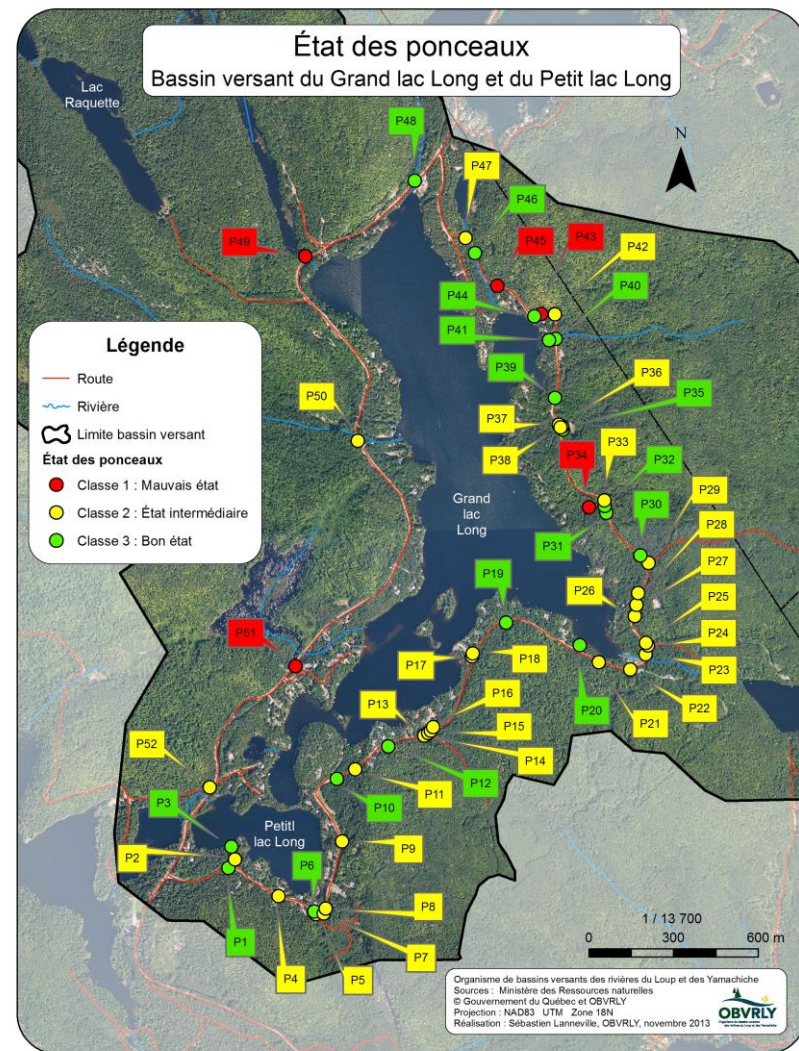 État des ponceaux
Bassin versant du Grand lac Long et du Petit lac Long
Lac
Raquette
P48
N
P47
P46
P49
P45
P43
P42
P40
P44
P41
Légende
Route
Rivière
Limite bassin versant
État des ponceaux
Classe 1 : Mauvais état
Classe 2 : État intermédiaire
Classe 3 : Bon état
P39
P36
P35
P50
P37
P38
P33
P34
P32
Grand
lac
Long
P30
P29
P31
P28
P27
P19
P26
P25
P51
P24
P17
P18
P23
P13
P16
P20
P22
P15
P21
P14
P52
P12
P11
P3
P10
Petitl
lac Long
P2
P9
P6
P1
P8
P4
P5
P7
1 / 13 700
0 300 600 m
Organisme de bassins versants des rivières du Loup et des Yamachiche
Sources : Ministère des Ressources naturelles
© Gouvernement du Québec et OBVRLY
Projection : NAD83 UTM Zone 18N
Réalisation : Sébastien Lanneville, OBVRLY, novembre 2013
OBVRLY